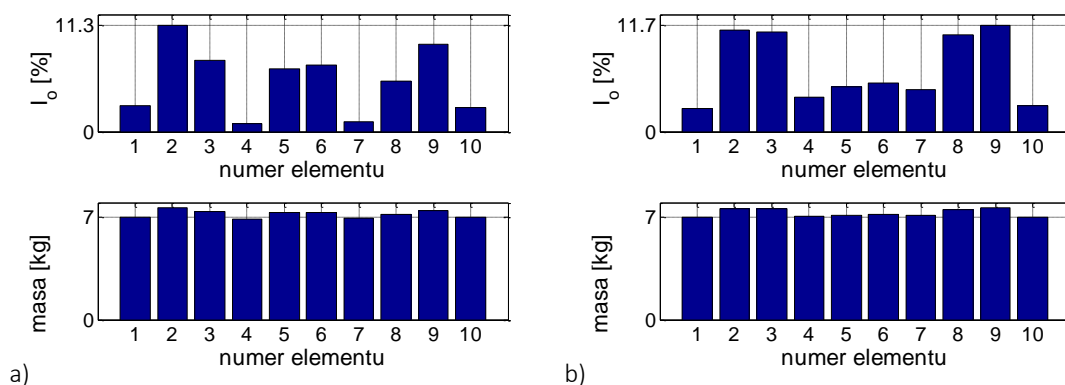 11.3
I_o [%]
0
1 2 3 4 5 6 7 8 9 10
numer elementu
7
masa [kg]
0
1 2 3 4 5 6 7 8 9 10
numer elementu
a)
11.7
I_o [%]
0
1 2 3 4 5 6 7 8 9 10
numer elementu
7
masa [kg]
0
1 2 3 4 5 6 7 8 9 10
numer elementu
b)